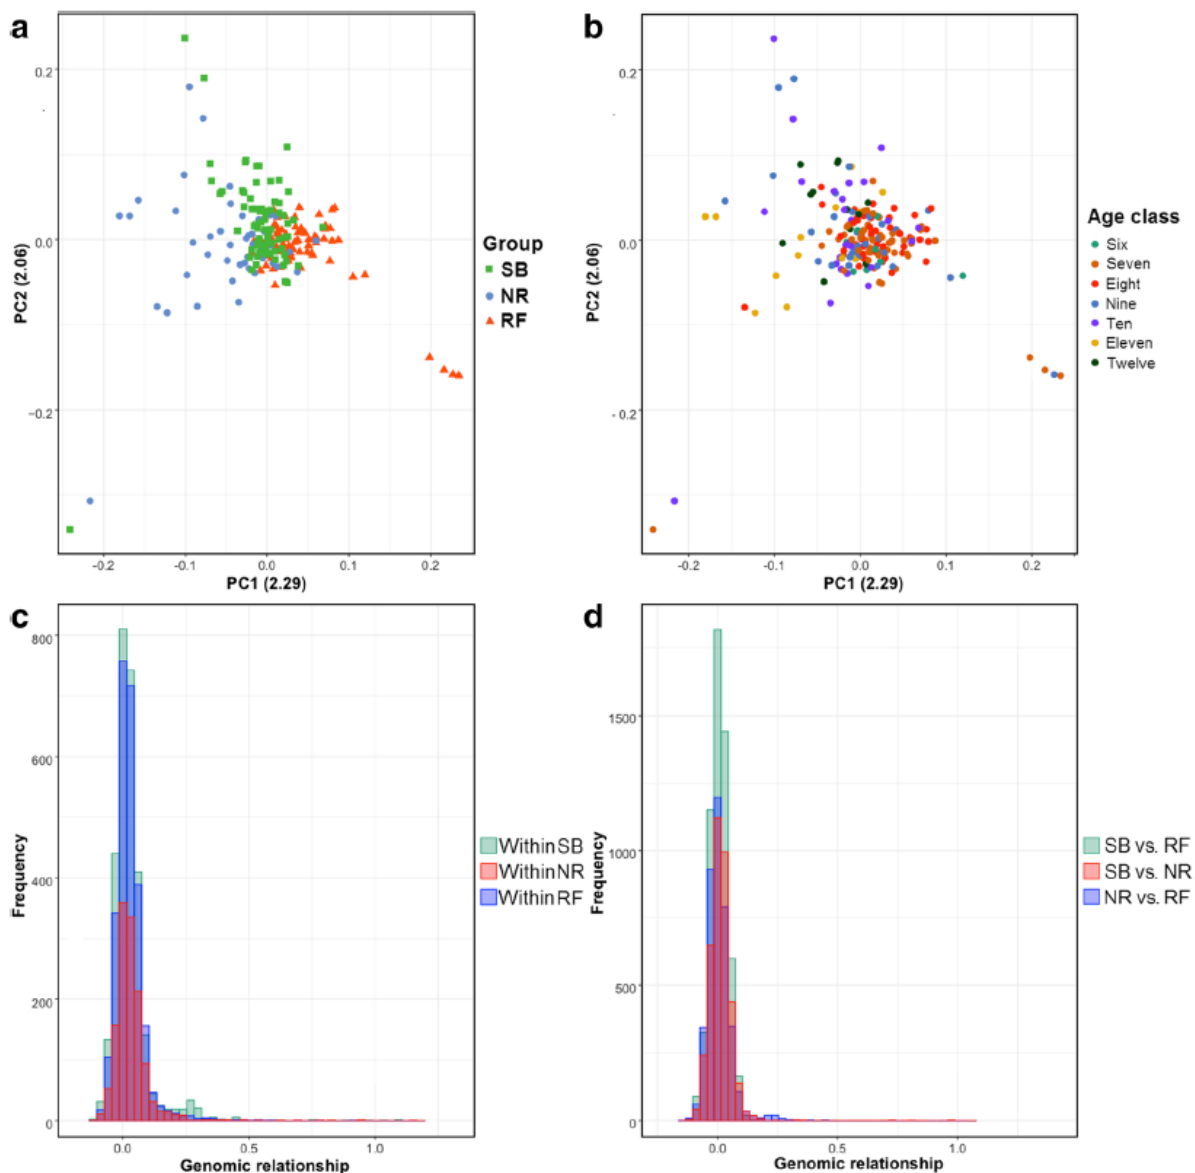 a
0.2
0.0
−0.2
PC2 (2.06)
-0.2
-0.1
0.0
0.1
0.2
PC1 (2.29)
Group
SB
NR
RF
b
0.2
0.0
- 0.2
PC2 (2.06)
-0.2
-0.1
0.0
0.1
0.2
PC1 (2.29)
Age class
Six
Seven
Eight
Nine
Ten
Eleven
Twelve
c
800
600
400
200
0
Frequency
0.0
0.5
1.0
Genomic relationship
Within SB
Within NR
Within RF
d
1500
1000
500
0
Frequency
0.0
0.5
1.0
Genomic relationship
SB vs. RF
SB vs. NR
NR vs. RF